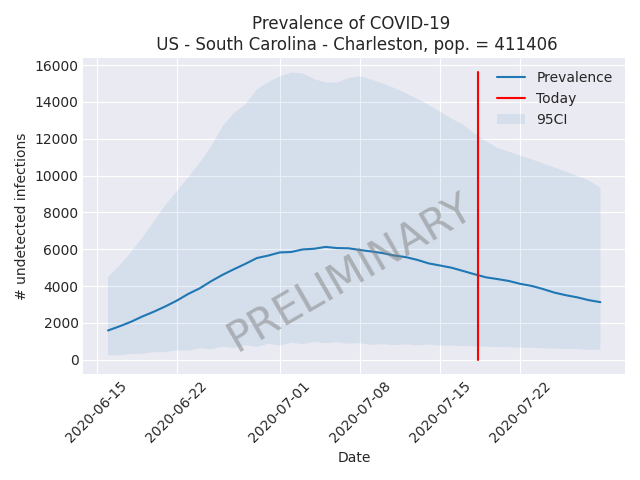 Prevalence of COVID-19
US - South Carolina - Charleston, pop. = 411406
16000
14000
12000
10000
8000
6000
4000
2000
0
# undetected infections
Prevalence
Today
95CI
PRELIMINARY
2020-06-15
2020-06-22
2020-07-01
2020-07-08
2020-07-15
2020-07-22
Date